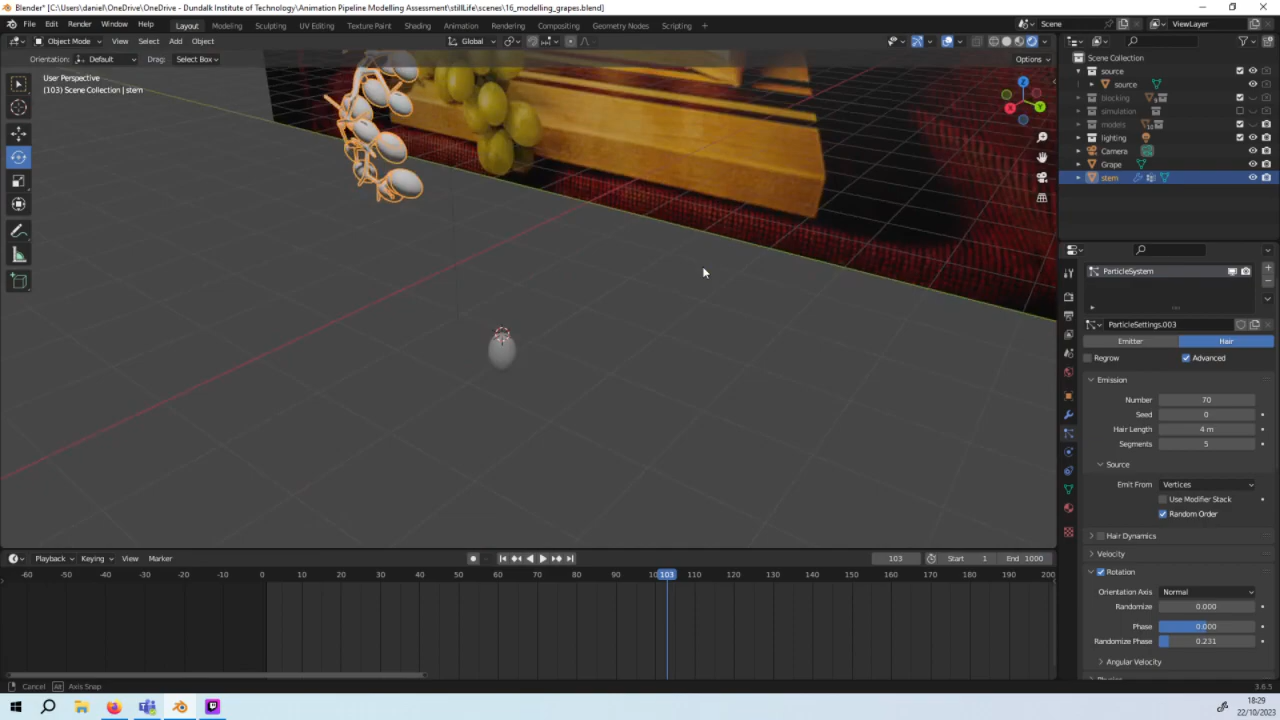 Blender* [C:\Users\daniel\OneDrive\OneDrive - Dundalk Institute of Technology\Animation Pipeline Modelling Assessment\stillLife\scenes\16_modelling_grapes.blend]
File Edit Render Window Help Layout Modeling Sculpting UV Editing Texture Paint Shading Animation Rendering Compositing Geometry Nodes Scripting + Scene ViewLayer
Object Mode View Select Add Object Global
Orientation: Default Drag: Select Box Options
User Perspective
(103) Scene Collection | stem
Z
Y
X
Scene Collection
source
source
blocking
simulation
models
lighting
Camera
Grape
stem
ParticleSystem
ParticleSettings.003
Emitter Hair
Regrow Advanced
Emission
Number 70
Seed 0
Hair Length 4 m
Segments 5
Source
Emit From Vertices
Use Modifier Stack
Random Order
Hair Dynamics
Velocity
Rotation
Orientation Axis Normal
Randomize 0.000
Phase 0.000
Randomize Phase 0.231
Angular Velocity
Playback Keying View Marker 103 Start 1 End 1000
-60 -50 -40 -30 -20 -10 0 10 20 30 40 50 60 70 80 90 103 110 120 130 140 150 160 170 180 190 200
Cancel Alt Axis Snap 3.6.5
18:29
22/10/2023